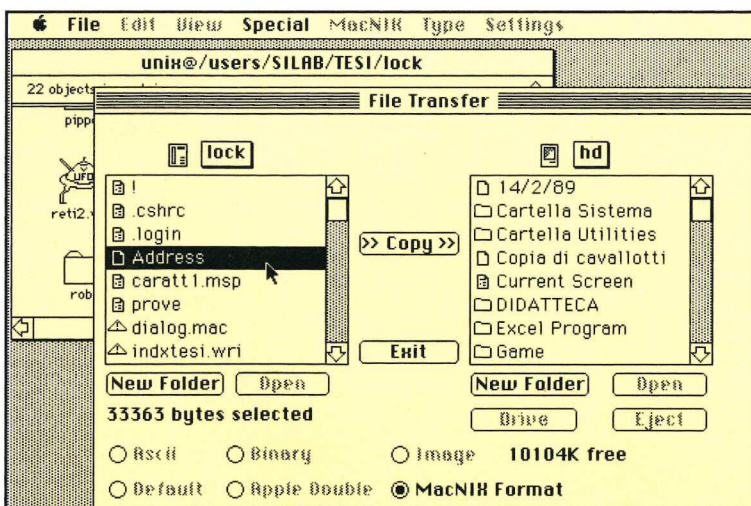 File Edit View Special MacNIX Type Settings
unix@/users/SILAB/TESI/lock
22 objects
File Transfer
lock
hd
!
.cshrc
.login
Address
caratt1.msp
prove
dialog.mac
indxtesi.wri
>> Copy >>
Exit
14/2/89
Cartella Sistema
Cartella Utilities
Copia di cavallotti
Current Screen
DIDATTECA
Excel Program
Game
UFO
New Folder
Open
New Folder
Open
33363 bytes selected
Drive
Eject
Ascii
Binary
Image
10104K free
Default
Apple Double
MacNIX Format